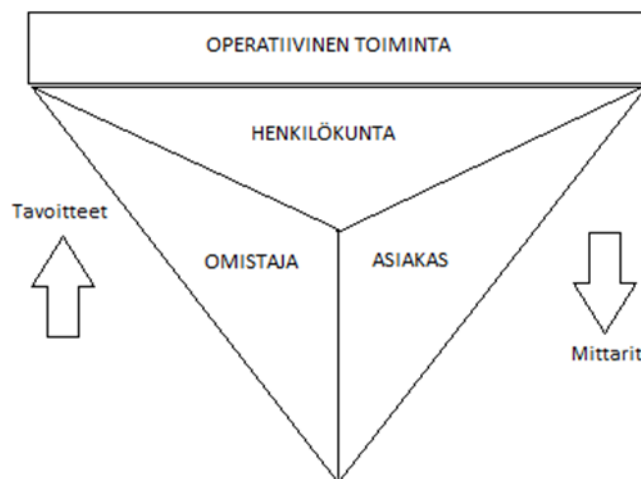 OPERATIIVINEN TOIMINTA
HENKILÖKUNTA
Tavoitteet
OMISTAJA
ASIAKAS
Mittarit